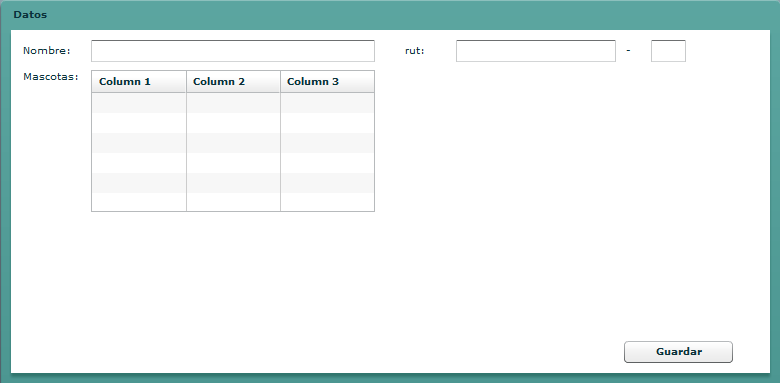 Datos
Nombre: rut: -
Mascotas: Column 1 Column 2 Column 3
Guardar